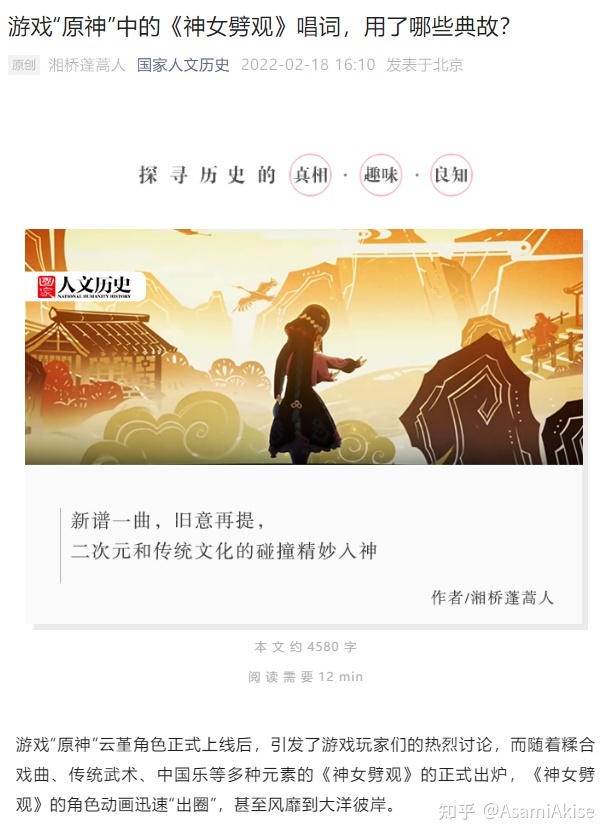 游戏“原神”中的《神女劈观》唱词，用了哪些典故？
原创 湘桥蓬蒿人 国家人文历史 2022-02-18 16:10 发表于北京
探寻历史的 真相 · 趣味 · 良知
國家 人文历史
NATIONAL HUMANITY HISTORY
新谱一曲，旧意再提，
二次元和传统文化的碰撞精妙入神
作者/湘桥蓬蒿人
本文约 4580 字
阅读需要 12 min
游戏“原神”云堇角色正式上线后，引发了游戏玩家们的热烈讨论，而随着糅合
戏曲、传统武术、中国乐等多种元素的《神女劈观》的正式出炉，《神女劈
观》的角色动画迅速“出圈”，甚至风靡到大洋彼岸。
知乎 @AsamiAkise